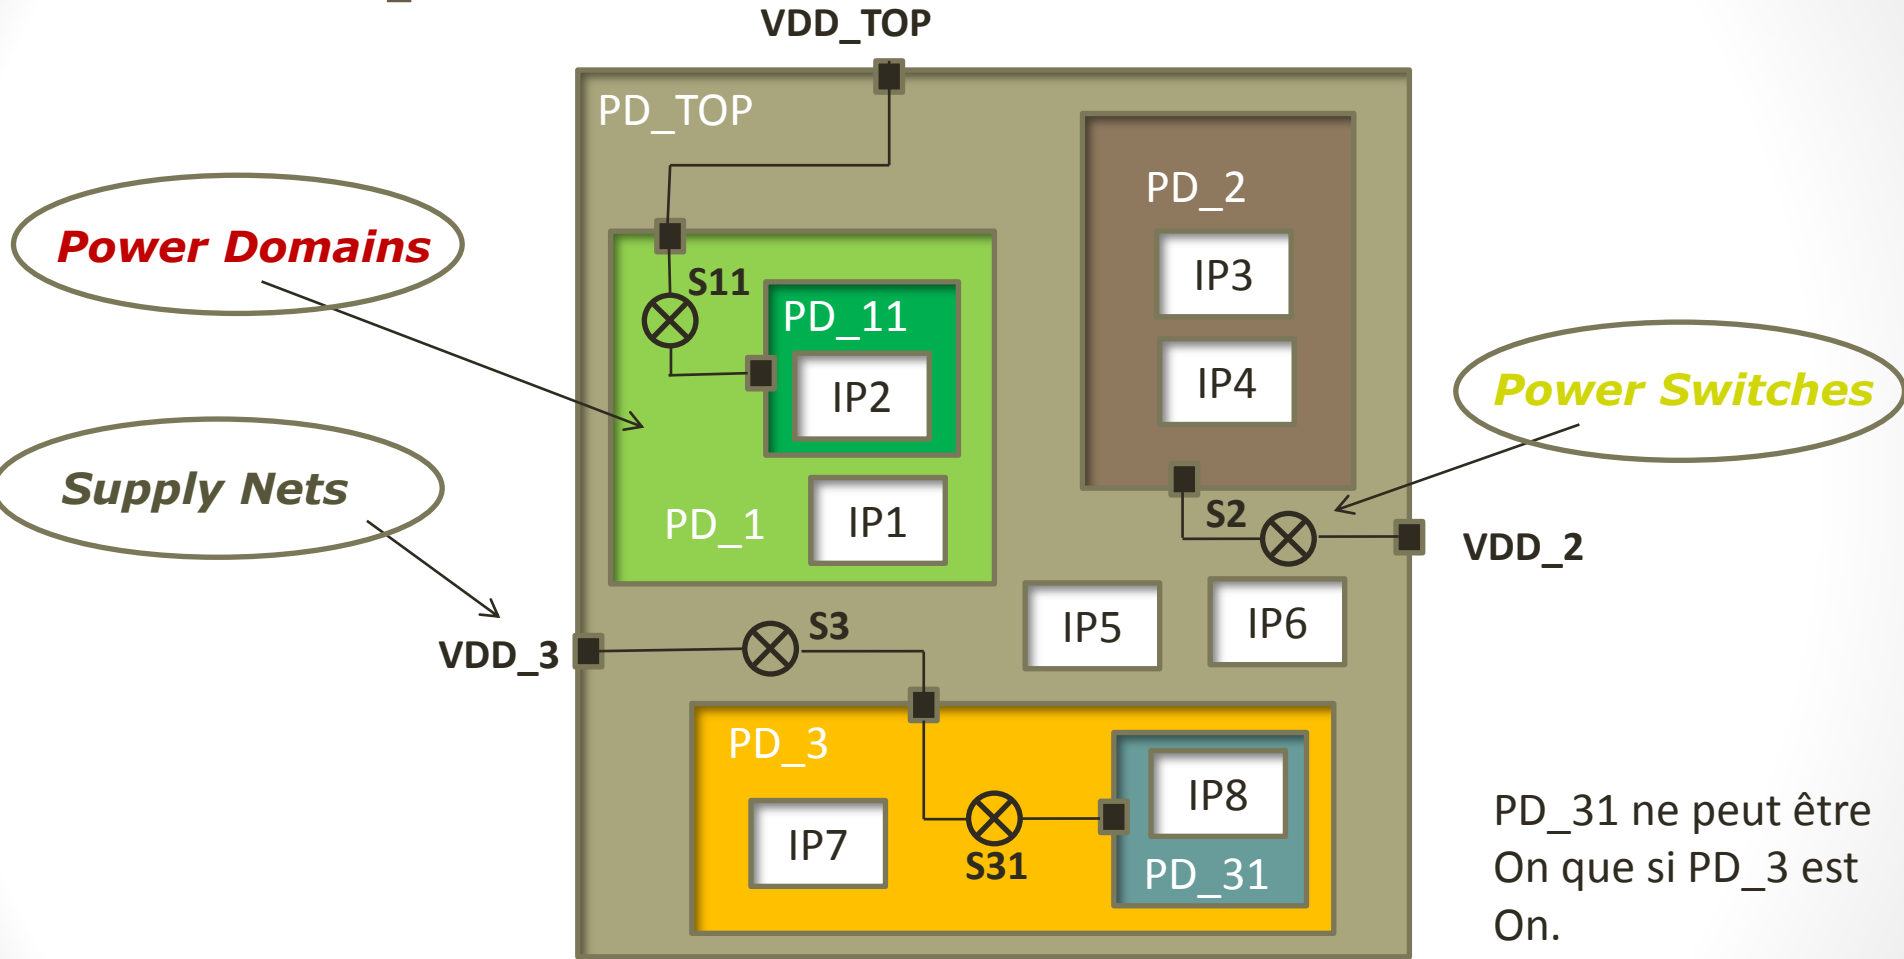 VDD_TOP
PD_TOP
PD_2
Power Domains
S11
IP3
PD_11
IP2
IP4
Power Switches
Supply Nets
PD_1
IP1
S2
VDD_2
S3
IP5
IP6
VDD_3
PD_3
IP8
IP7
S31
PD_31
PD_31 ne peut être
On que si PD_3 est
On.